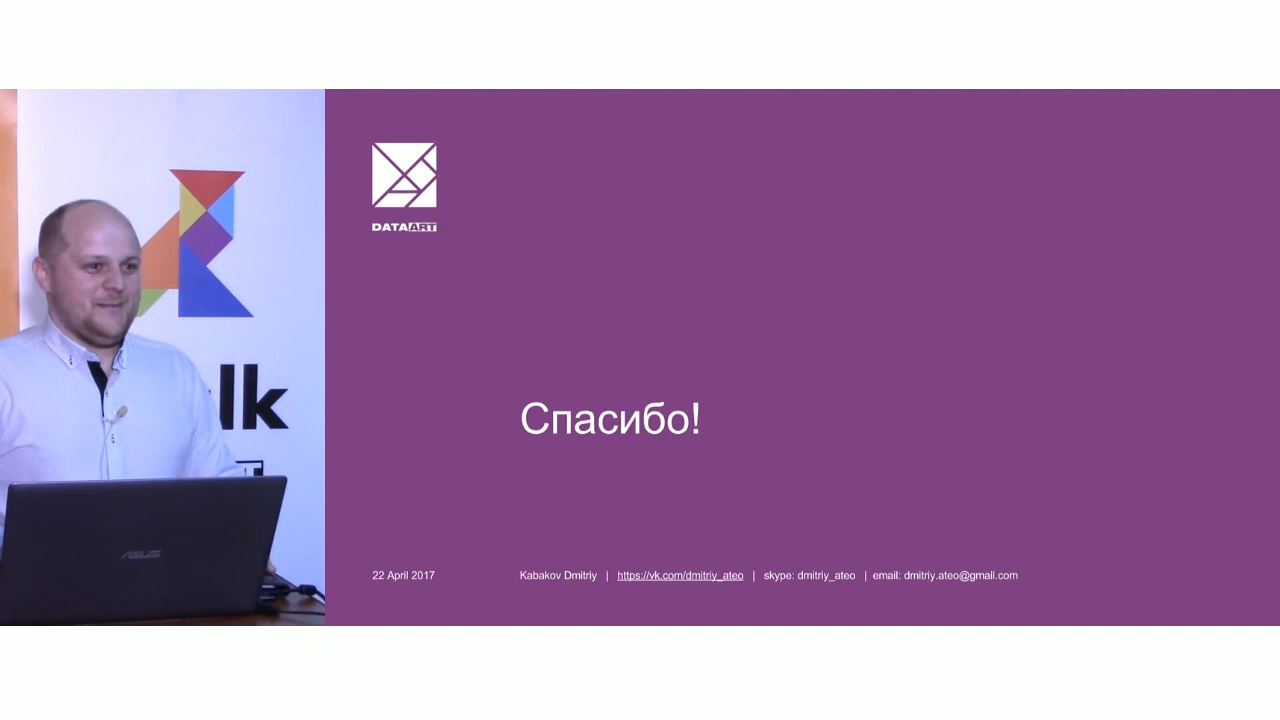 DATAART
Спасибо!
lk
ASUS
22 April 2017
Kabakov Dmitriy | https://vk.com/dmitriy_ateo | skype: dmitriy_ateo | email: dmitriy.ateo@gmail.com